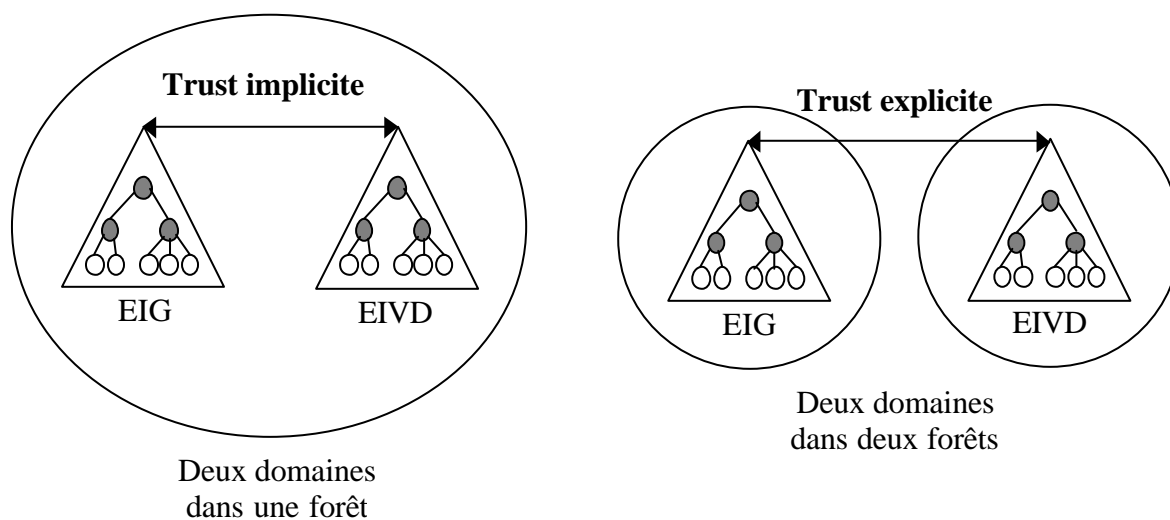 Trust implicite
EIG
EIVD
Deux domaines
dans une forêt
Trust explicite
EIG
EIVD
Deux domaines
dans deux forêts